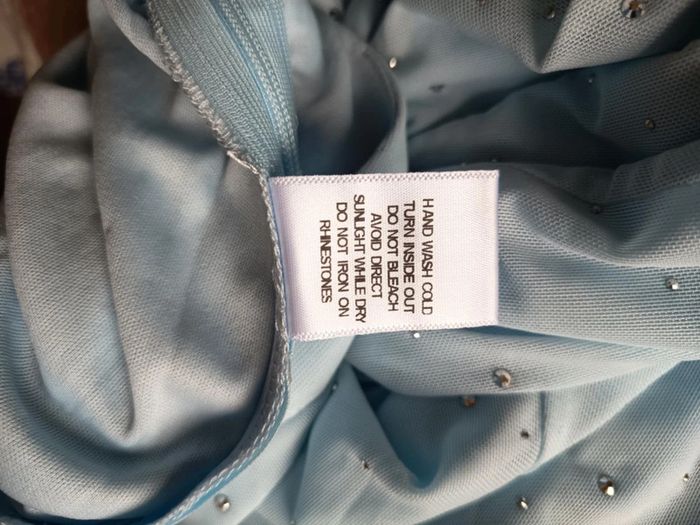 HAND WASH COLD
TURN INSIDE OUT
DO NOT BLEACH
AVOID DIRECT
SUNLIGHT WHILE DRY
DO NOT IRON ON
RHINESTONES